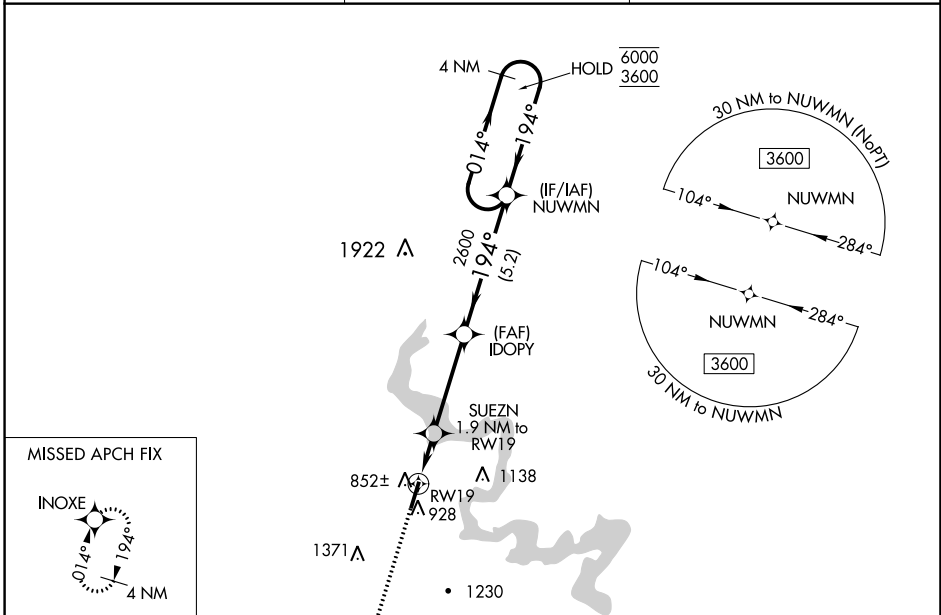 4 NM
HOLD
6000
3600
014°
194°
(IF/IAF)
NUWMN
1922
2600
194°
(5.2)
(FAF)
IDOPY
SUEZN
1.9 NM to
RW19
852±
1138
RW19
928
1371
1230
30 NM to NUWMN (NoPT)
3600
NUWMN
104°
284°
104°
284°
NUWMN
3600
30 NM to NUWMN
MISSED APCH FIX
INOXE
014°
194°
4 NM